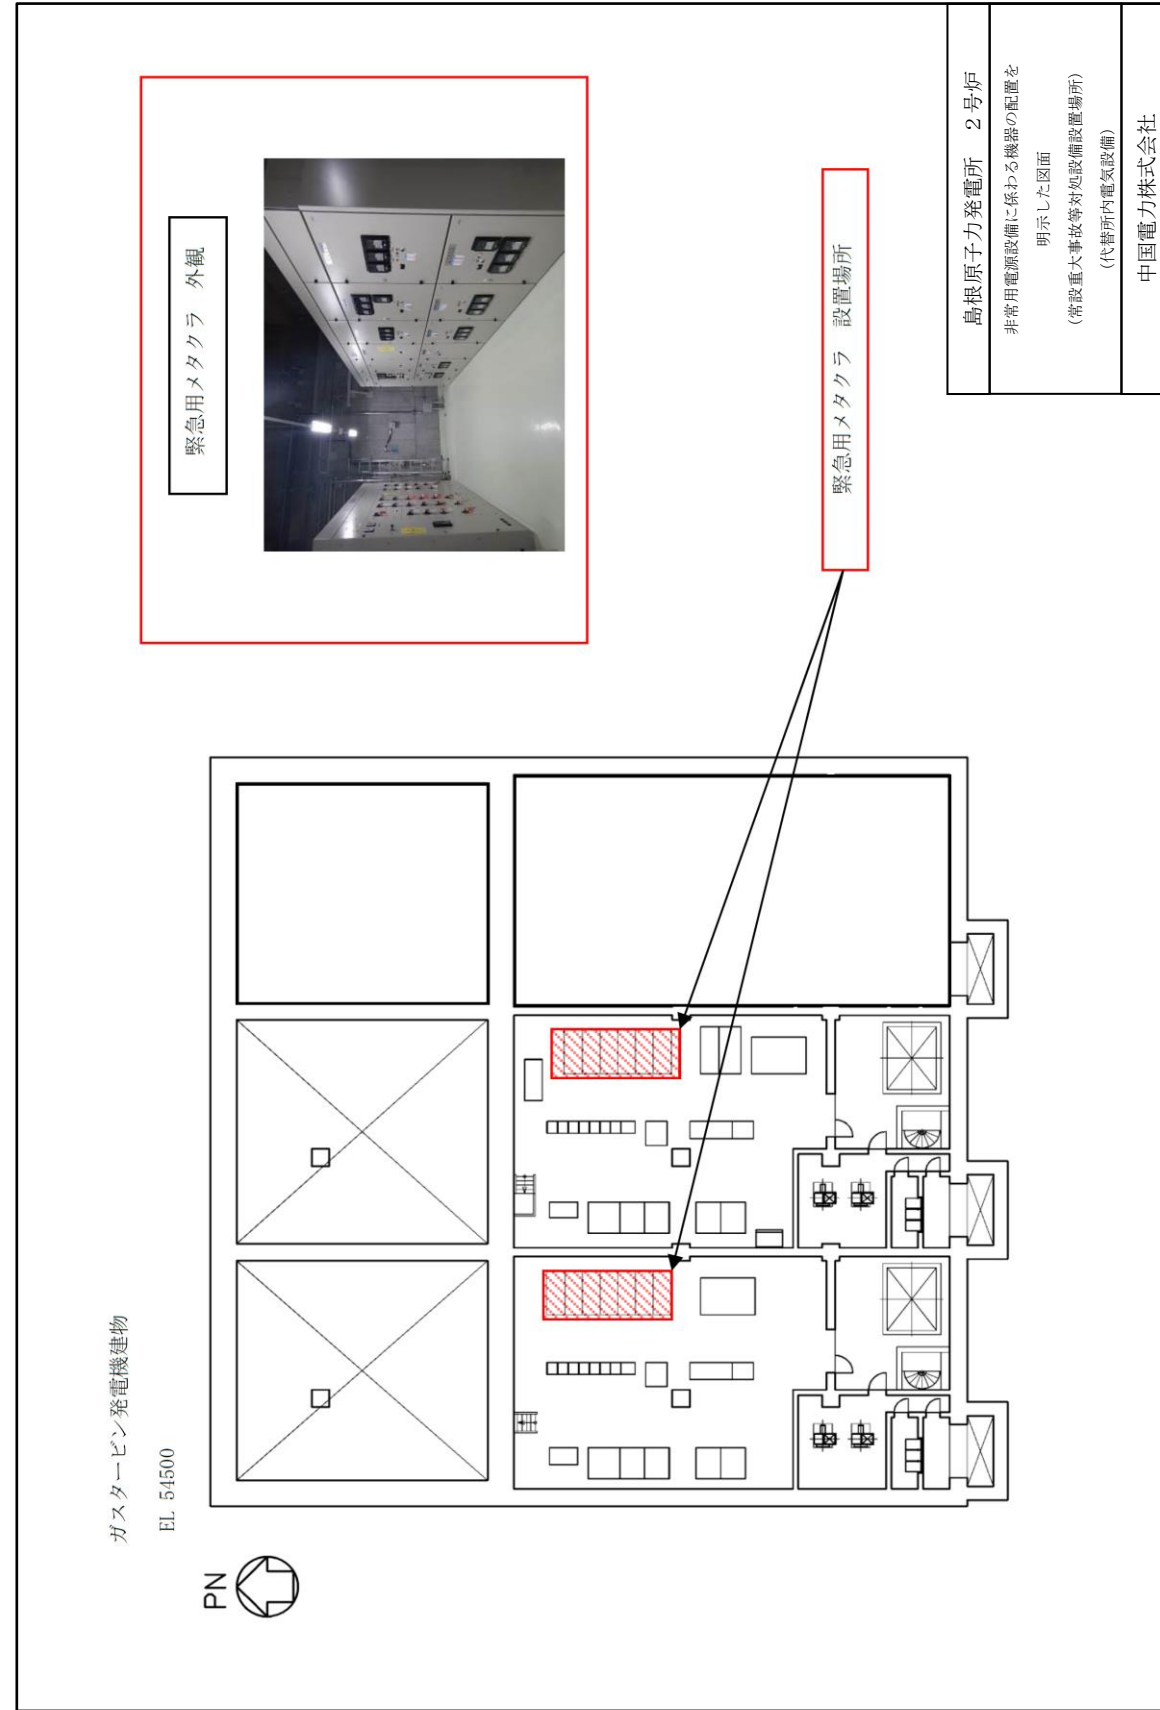 ガスタービン発電機建物
EL 54500
PN
緊急用メタクラ　外観
緊急用メタクラ　設置場所
島根原子力発電所　２号炉
非常用電源設備に係わる機器の配置を
明示した図面
（常設重大事故等対処設備設置場所）
（代替所内電気設備）
中国電力株式会社